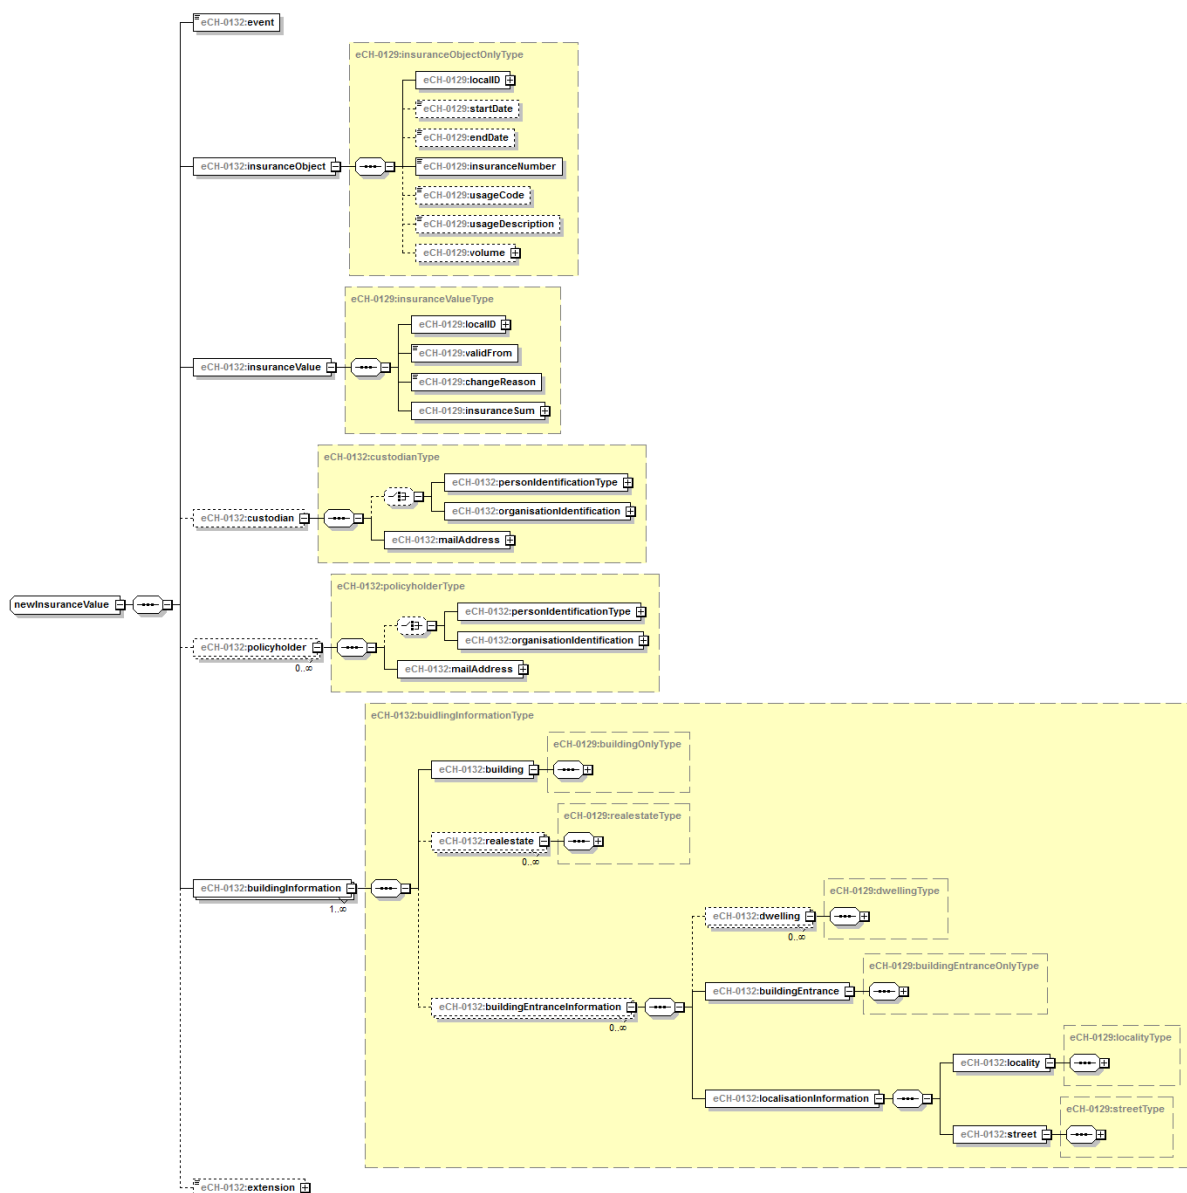 eCH-0132:event
eCH-0129:insuranceObjectOnlyType
eCH-0129:localID
eCH-0129:startDate
eCH-0129:endDate
eCH-0132:insuranceObject
eCH-0129:insuranceNumber
eCH-0129:usageCode
eCH-0129:usageDescription
eCH-0129:volume
eCH-0129:insuranceValueType
eCH-0129:localID
eCH-0129:validFrom
eCH-0132:insuranceValue
eCH-0129:changeReason
eCH-0129:insuranceSum
eCH-0132:custodianType
eCH-0132:personIdentificationType
eCH-0132:organisationIdentification
eCH-0132:custodian
eCH-0132:mailAddress
eCH-0132:policyholderType
newInsuranceValue
eCH-0132:personIdentificationType
eCH-0132:organisationIdentification
eCH-0132:policyholder
0..∞
eCH-0132:mailAddress
eCH-0132:buidlingInformationType
eCH-0129:buildingOnlyType
eCH-0132:building
eCH-0129:realestateType
eCH-0132:realestate
0..∞
eCH-0132:buildingInformation
1..∞
eCH-0129:dwellingType
eCH-0132:dwelling
0..∞
eCH-0129:buildingEntranceOnlyType
eCH-0132:buildingEntrance
eCH-0132:buildingEntranceInformation
0..∞
eCH-0129:localityType
eCH-0132:locality
eCH-0132:localisationInformation
eCH-0129:streetType
eCH-0132:street
eCH-0132:extension